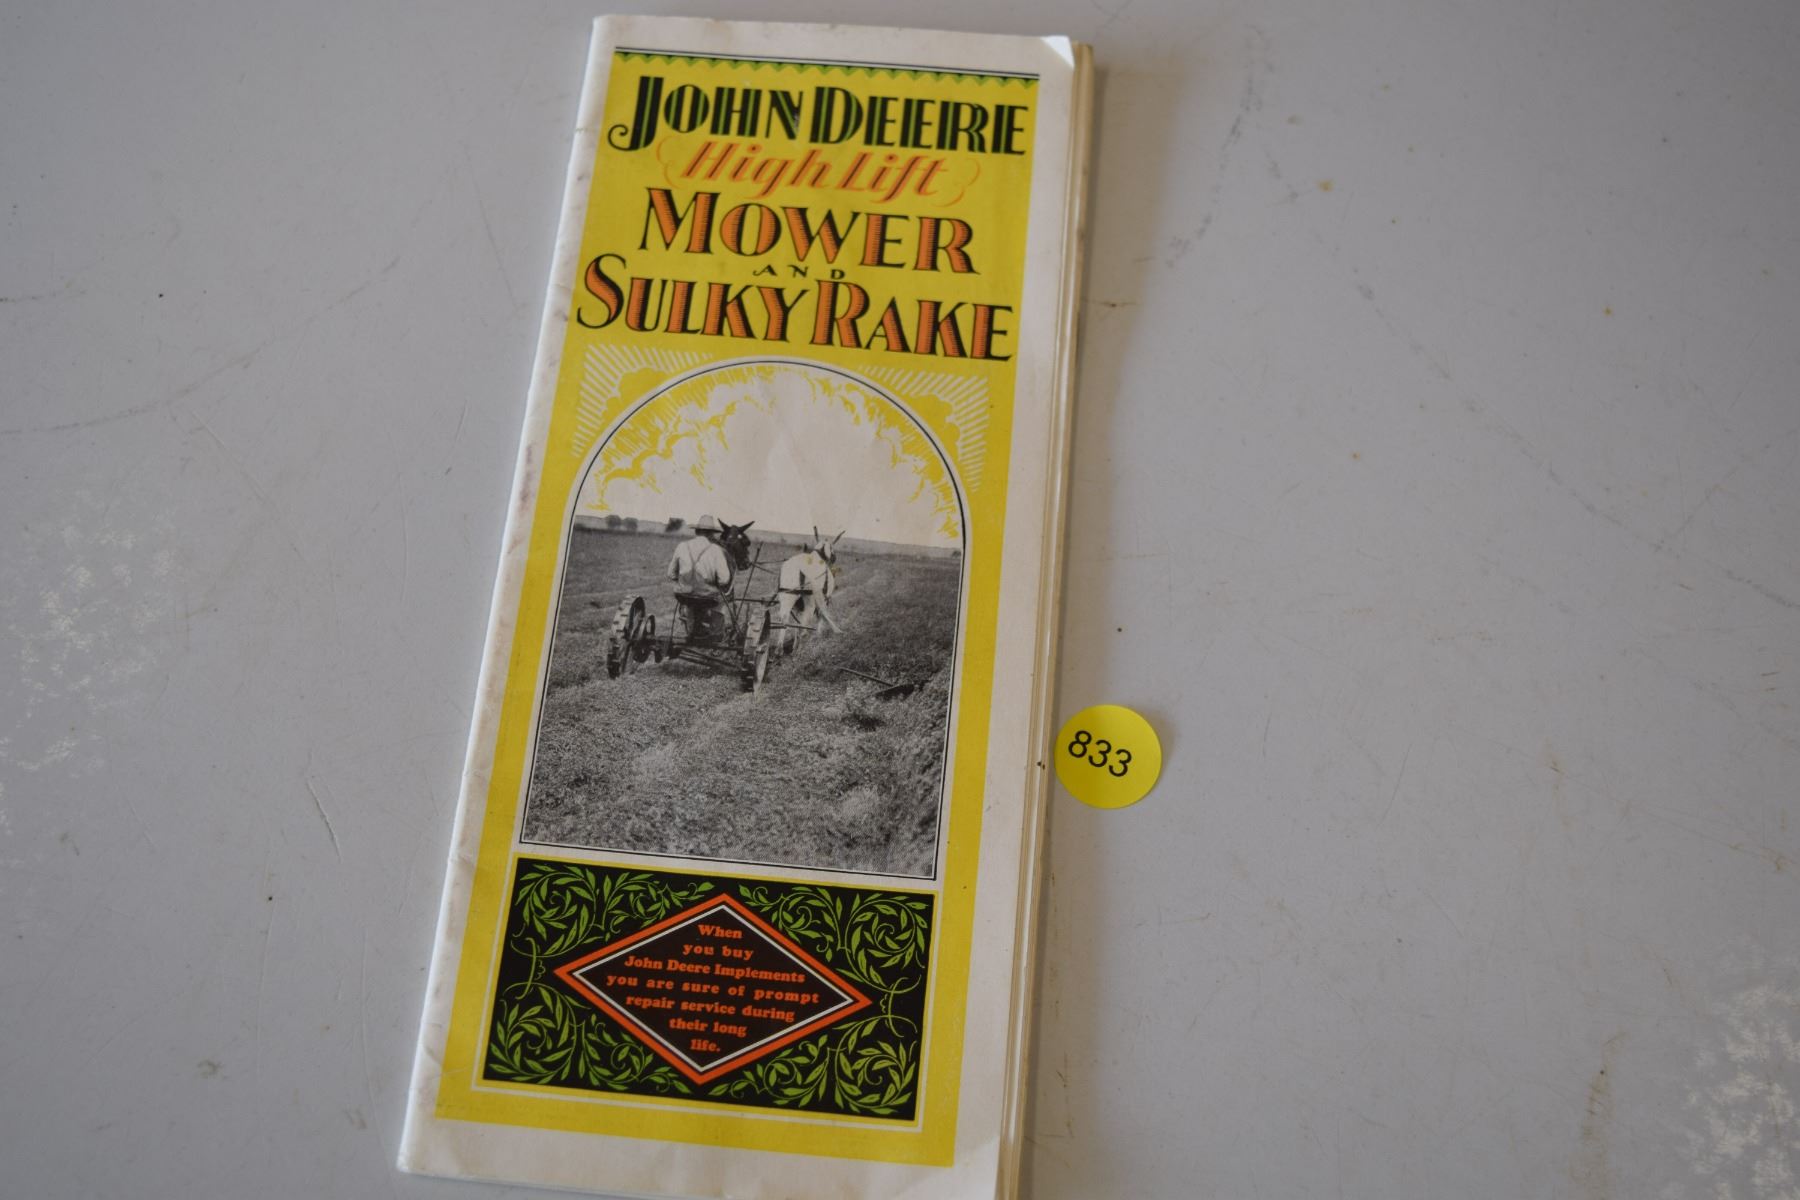 JOHN DEERE
High Lift
MOWER
AND
SULKY RAKE
When
you buy
John Deere Implements
you are sure of prompt
repair service during
their long
life.
833